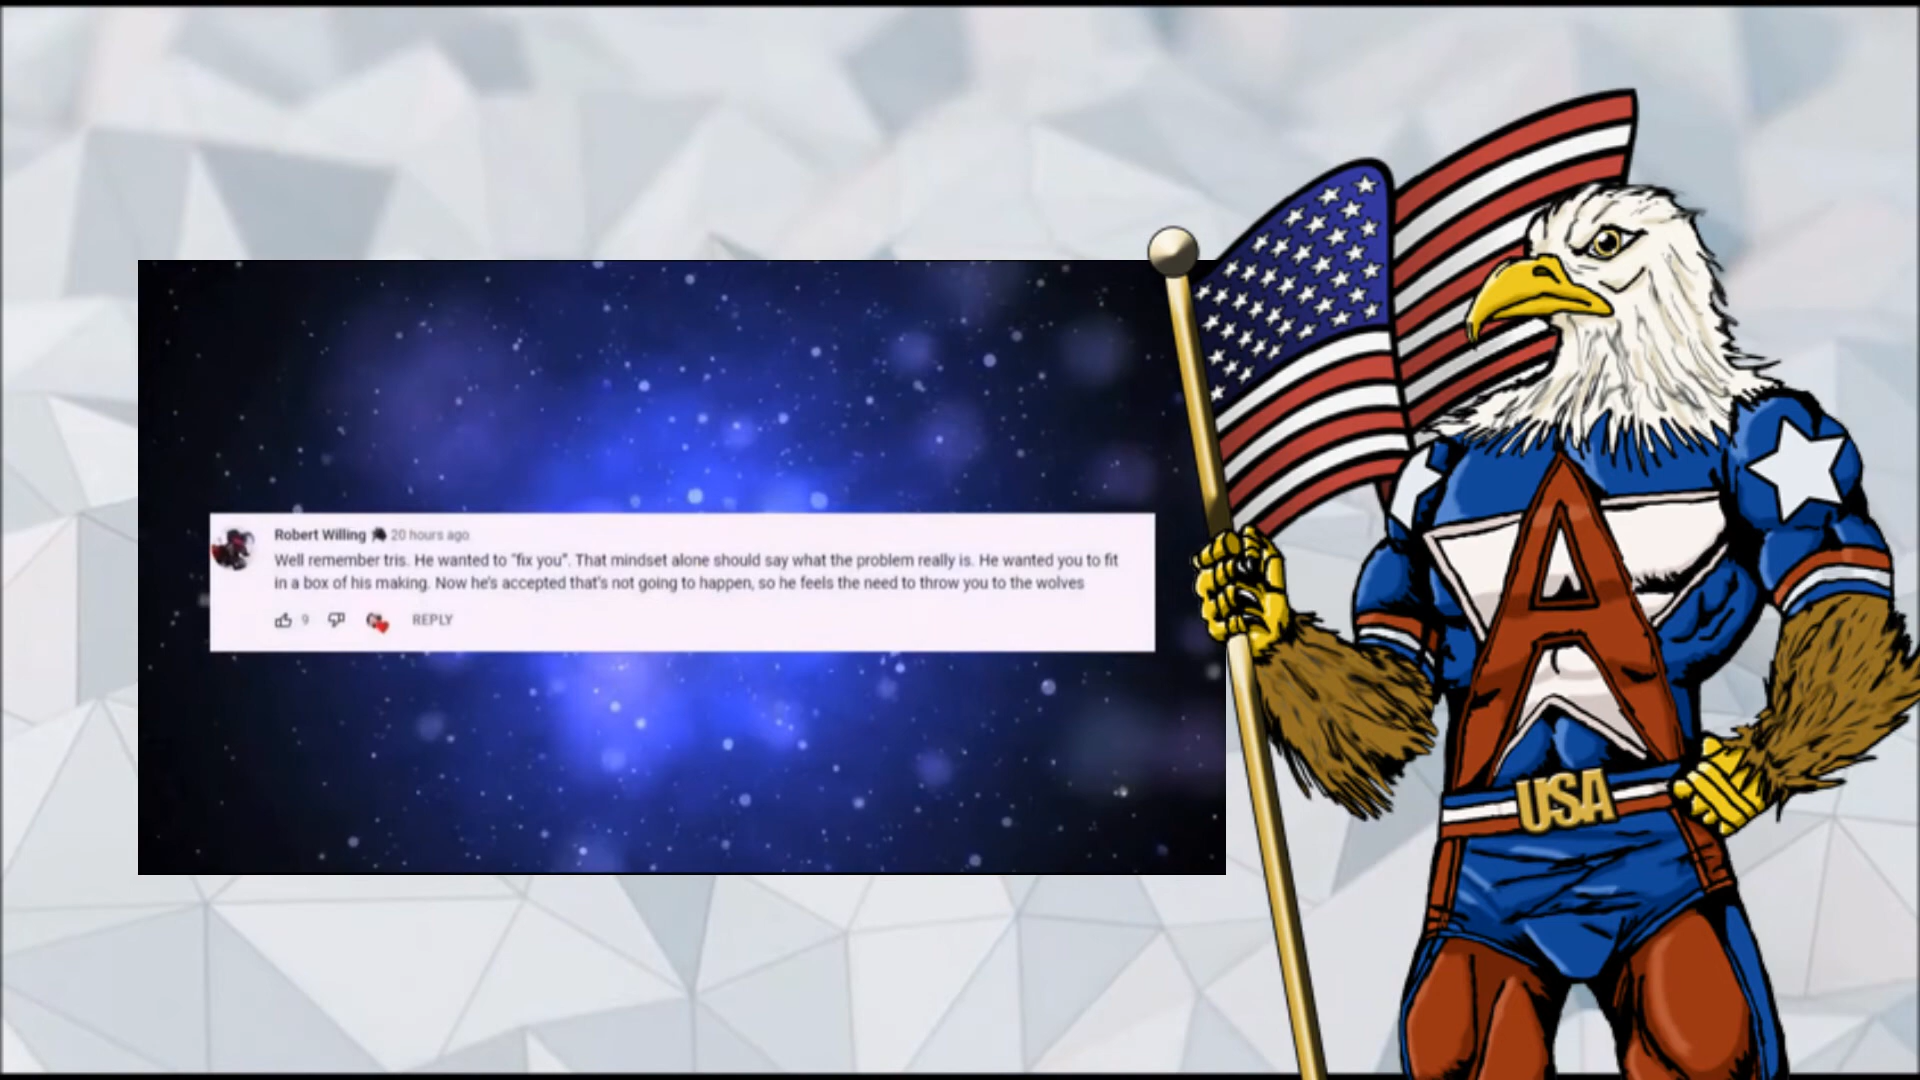 Robert Willing 20 hours ago
Well remember tris. He wanted to "fix you". That mindset alone should say what the problem really is. He wanted you to fit
in a box of his making. Now he's accepted that's not going to happen, so he feels the need to throw you to the wolves
9 REPLY
A
USA